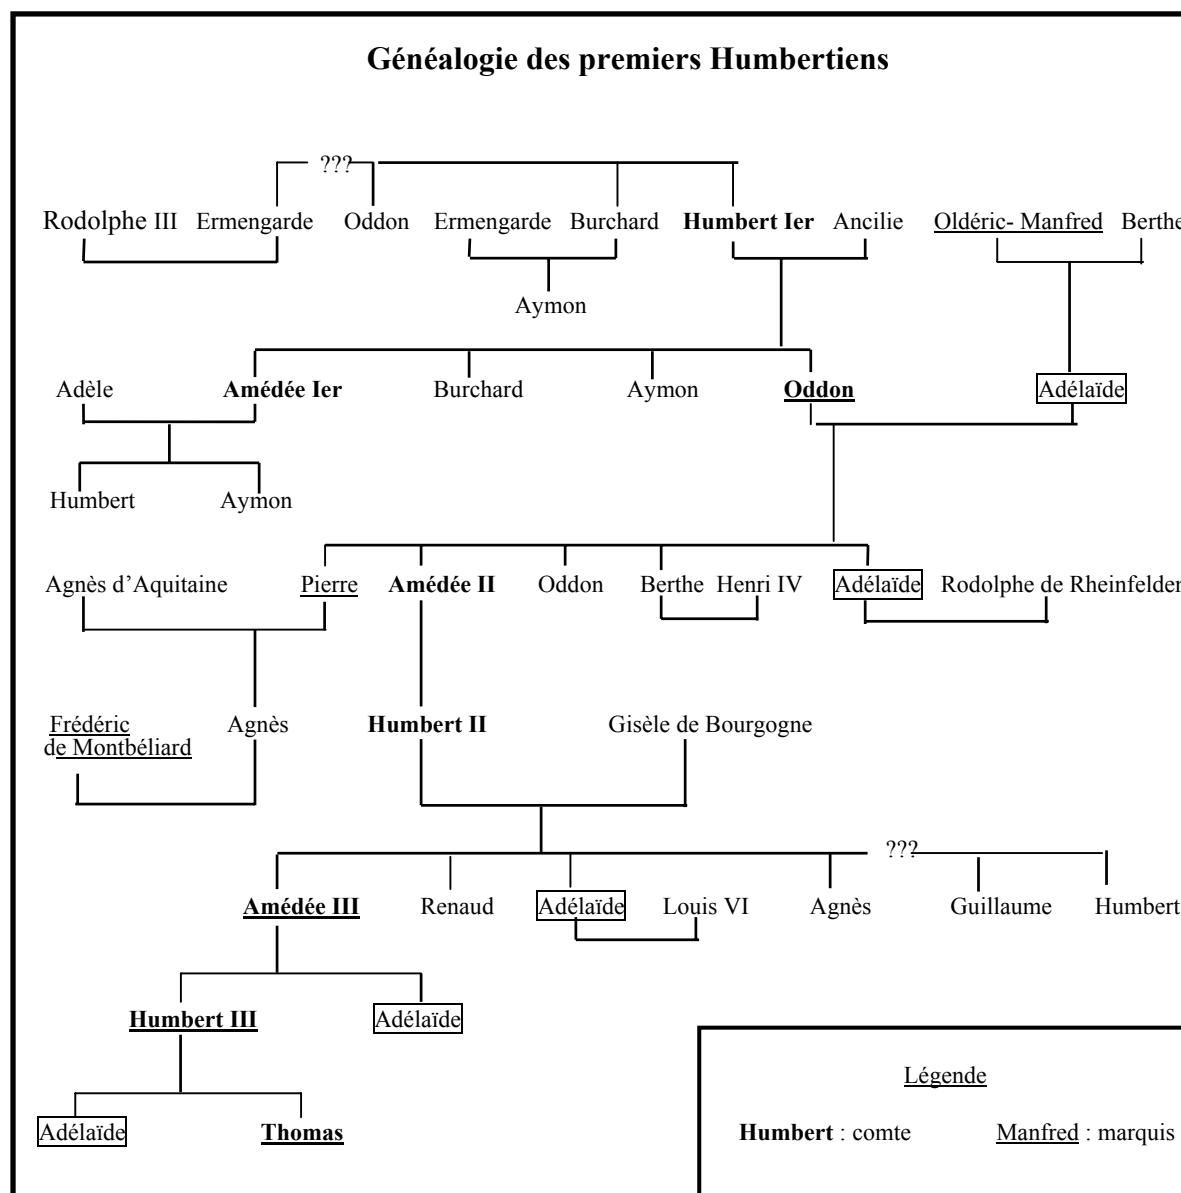 Généalogie des premiers Humbertiens
???
Rodolphe III Ermengarde Oddon Ermengarde Burchard Humbert Ier Ancilie Oldéric- Manfred Berthe
Aymon
Adèle Amédée Ier Burchard Aymon Oddon Adélaïde
Humbert Aymon
Agnès d'Aquitaine Pierre Amédée II Oddon Berthe Henri IV Adélaïde Rodolphe de Rheinfelden
Frédéric Agnès Humbert II Gisèle de Bourgogne
de Montbéliard
???
Amédée III Renaud Adélaïde Louis VI Agnès Guillaume Humbert
Humbert III Adélaïde
Légende
Adélaïde Thomas Humbert : comte Manfred : marquis